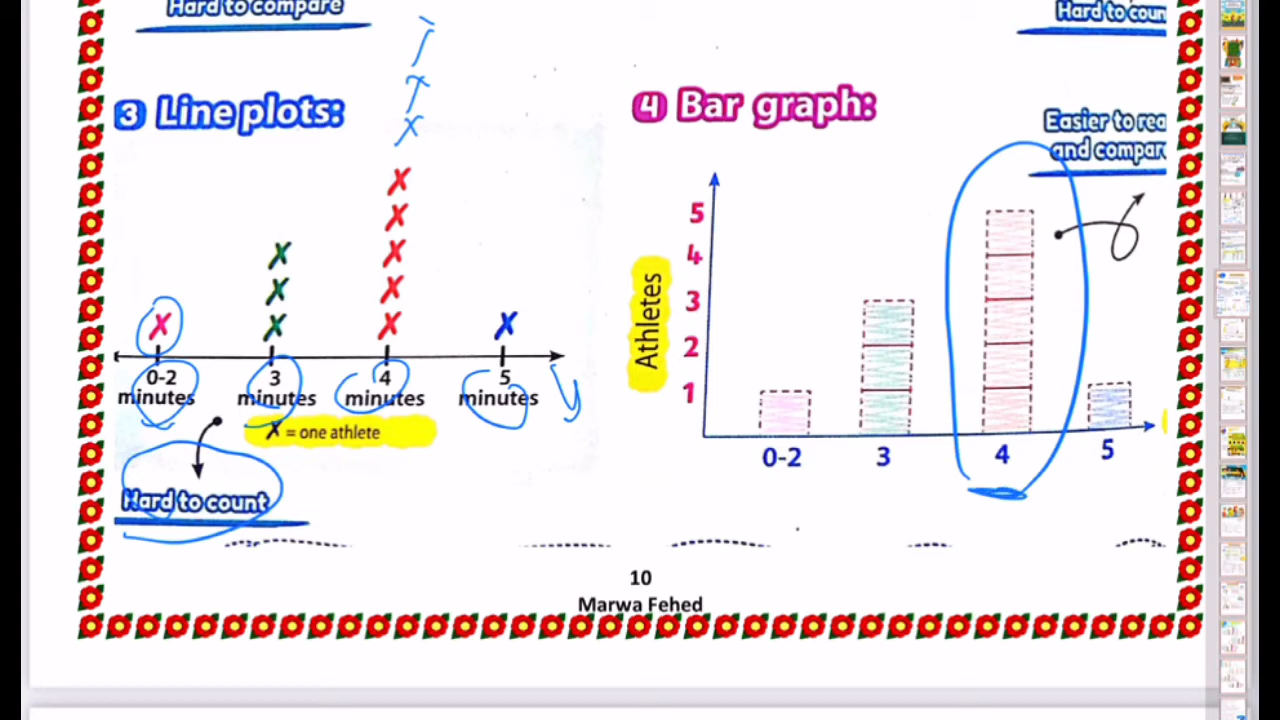 Hard to compare
Hard to coun
3 Line plots:
X
X
X
X
X
X
X
X
X
X
0-2
minutes
3
minutes
4
minutes
5
minutes
X = one athlete
Hard to count
4 Bar graph:
Easier to rea
and compar
Athletes
5
4
3
2
1
0-2
3
4
5
10
Marwa Fehed